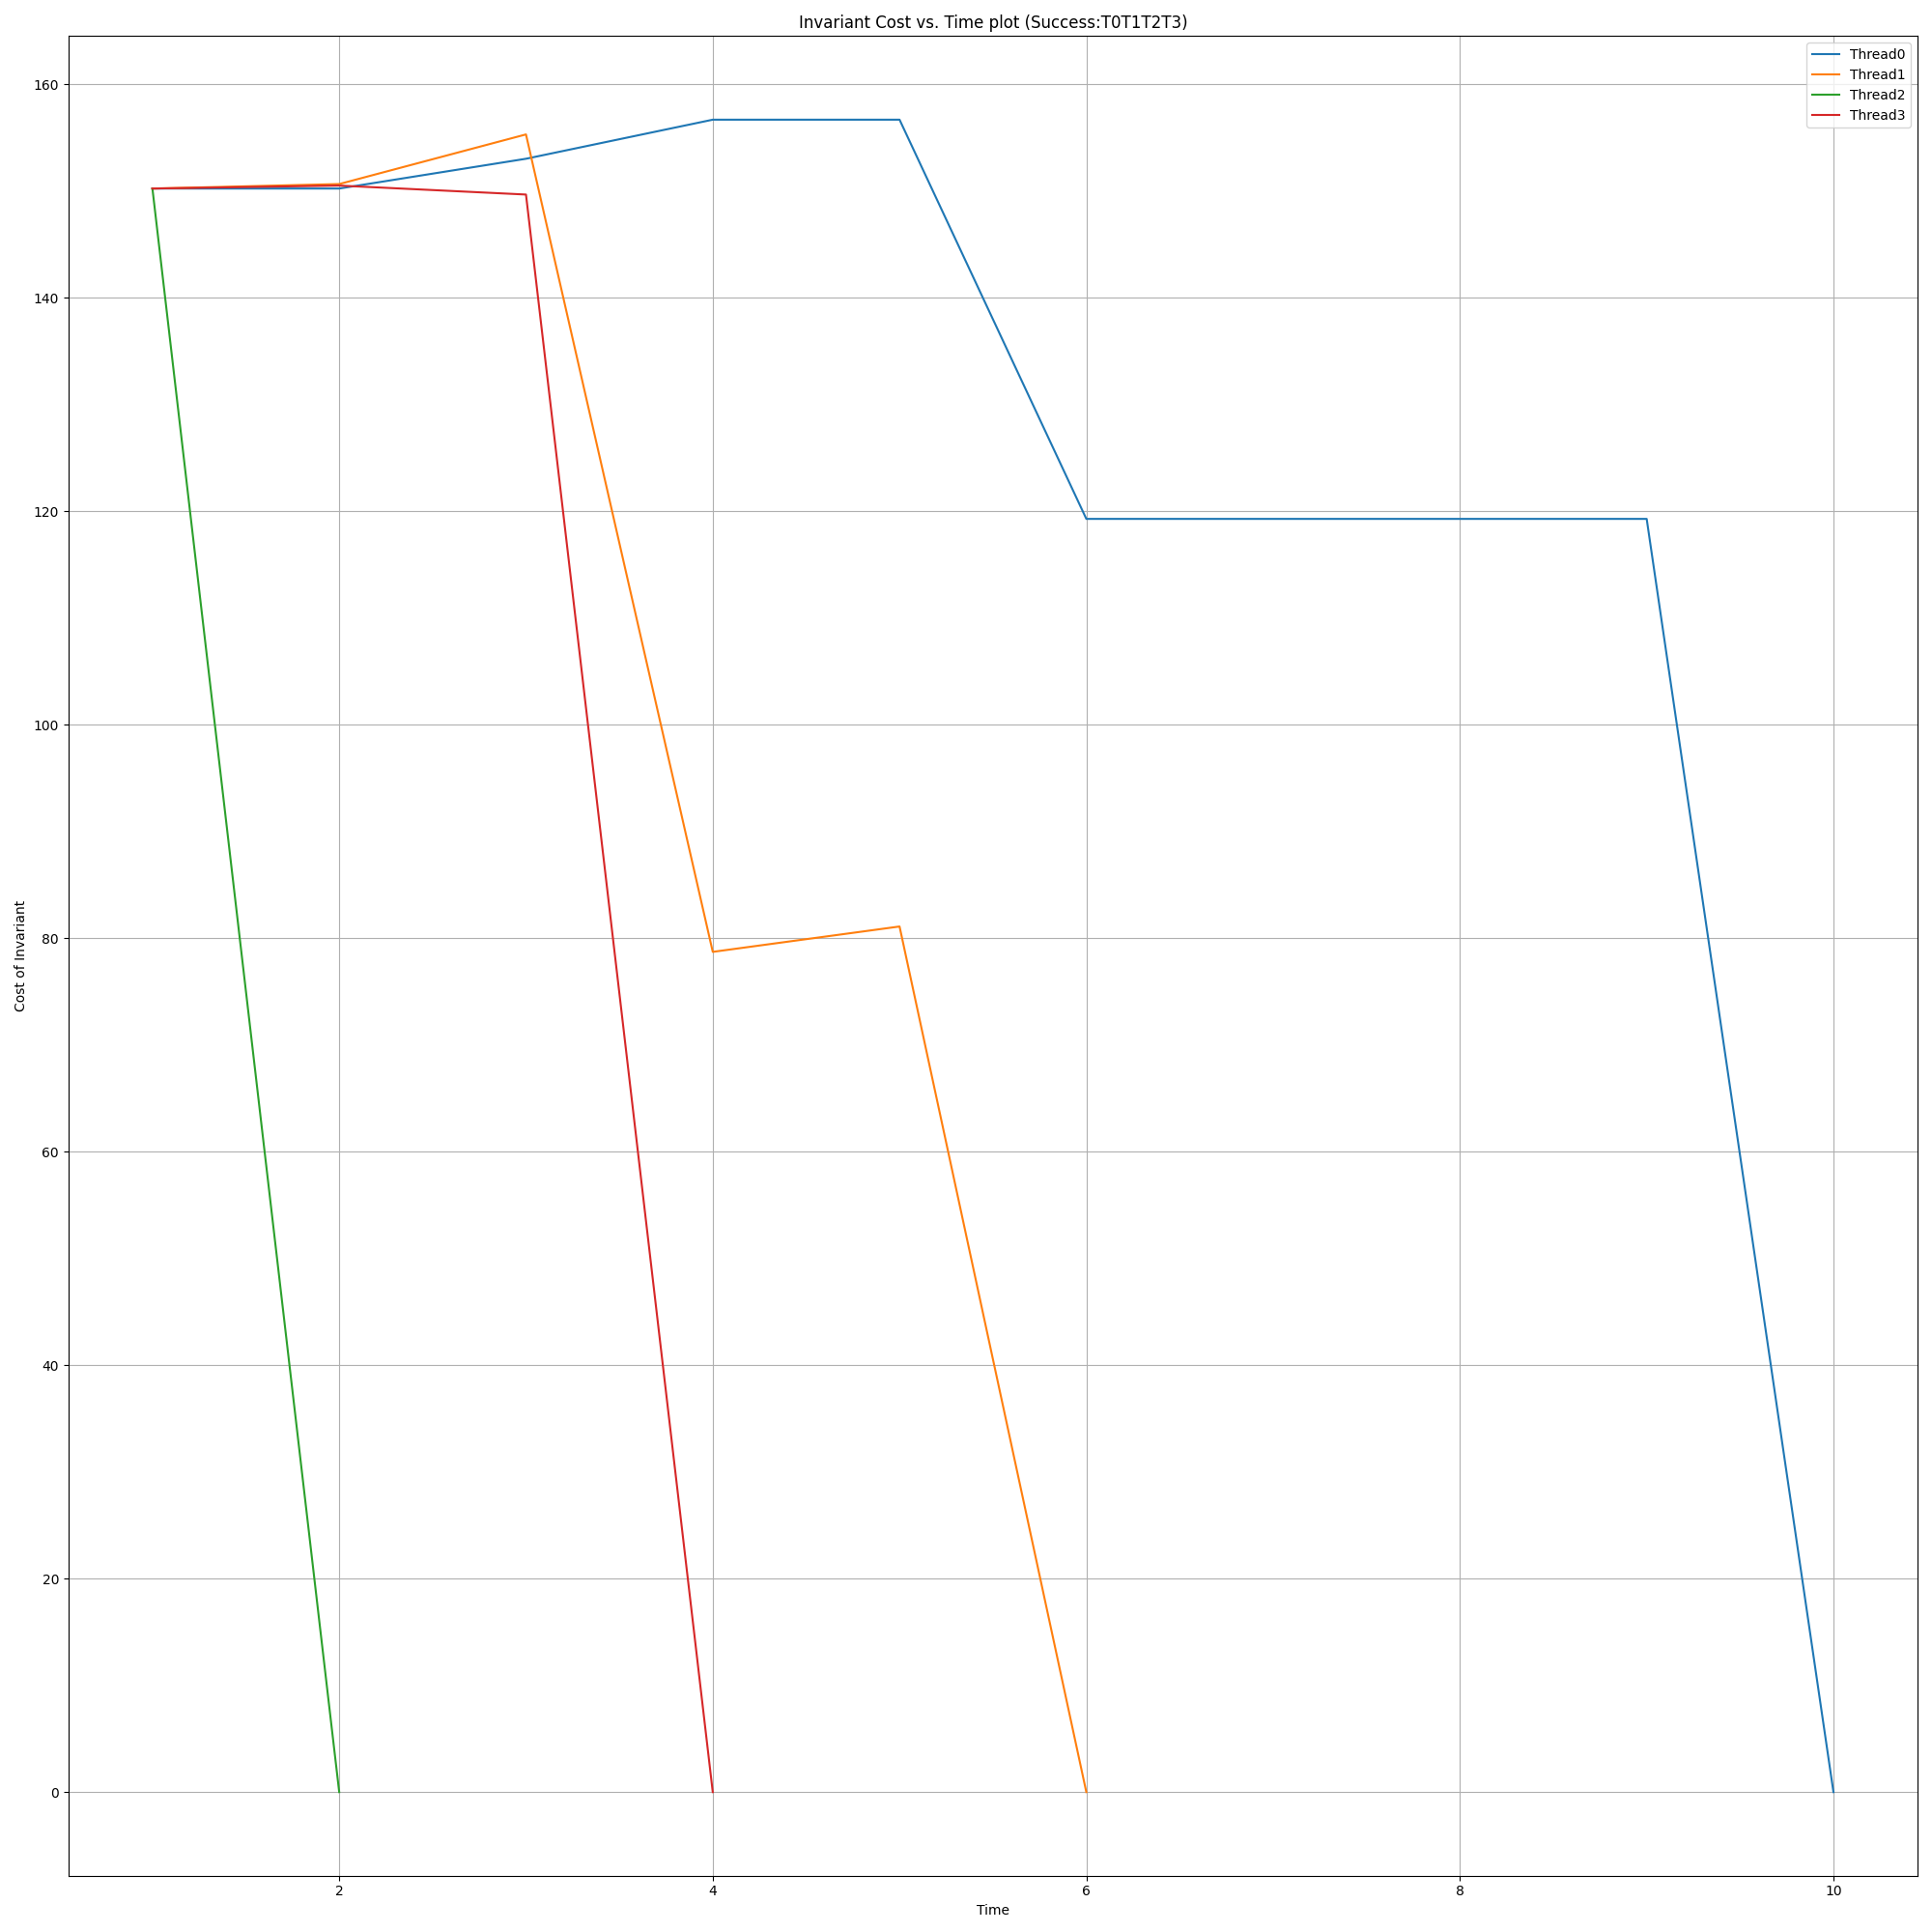 Invariant Cost vs. Time plot (Success:T0T1T2T3)
Thread0
Thread1
Thread2
Thread3
160
140
120
100
80
60
40
20
0
Cost of Invariant
2 4 6 8 10
Time